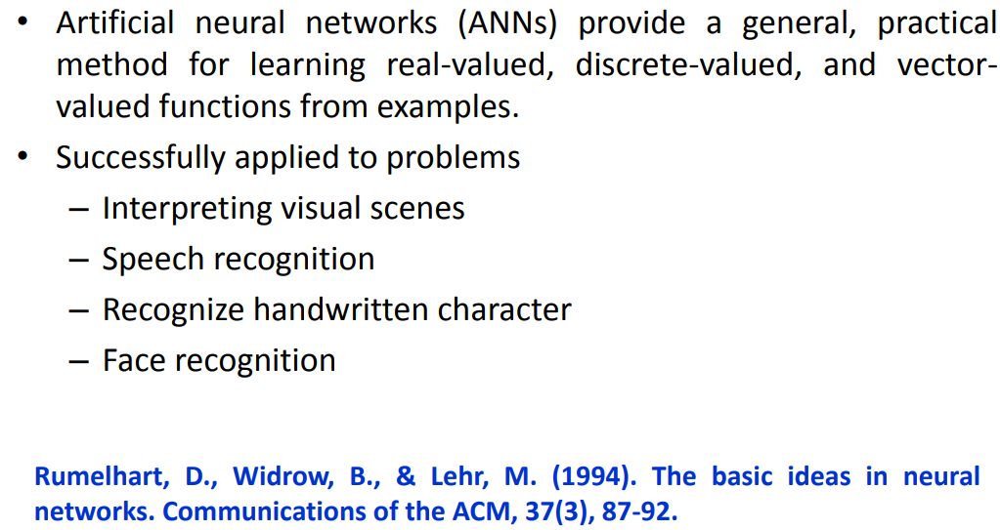 • Artificial neural networks (ANNs) provide a general, practical
method for learning real-valued, discrete-valued, and vector-
valued functions from examples.
• Successfully applied to problems
– Interpreting visual scenes
– Speech recognition
– Recognize handwritten character
– Face recognition
Rumelhart, D., Widrow, B., & Lehr, M. (1994). The basic ideas in neural
networks. Communications of the ACM, 37(3), 87-92.